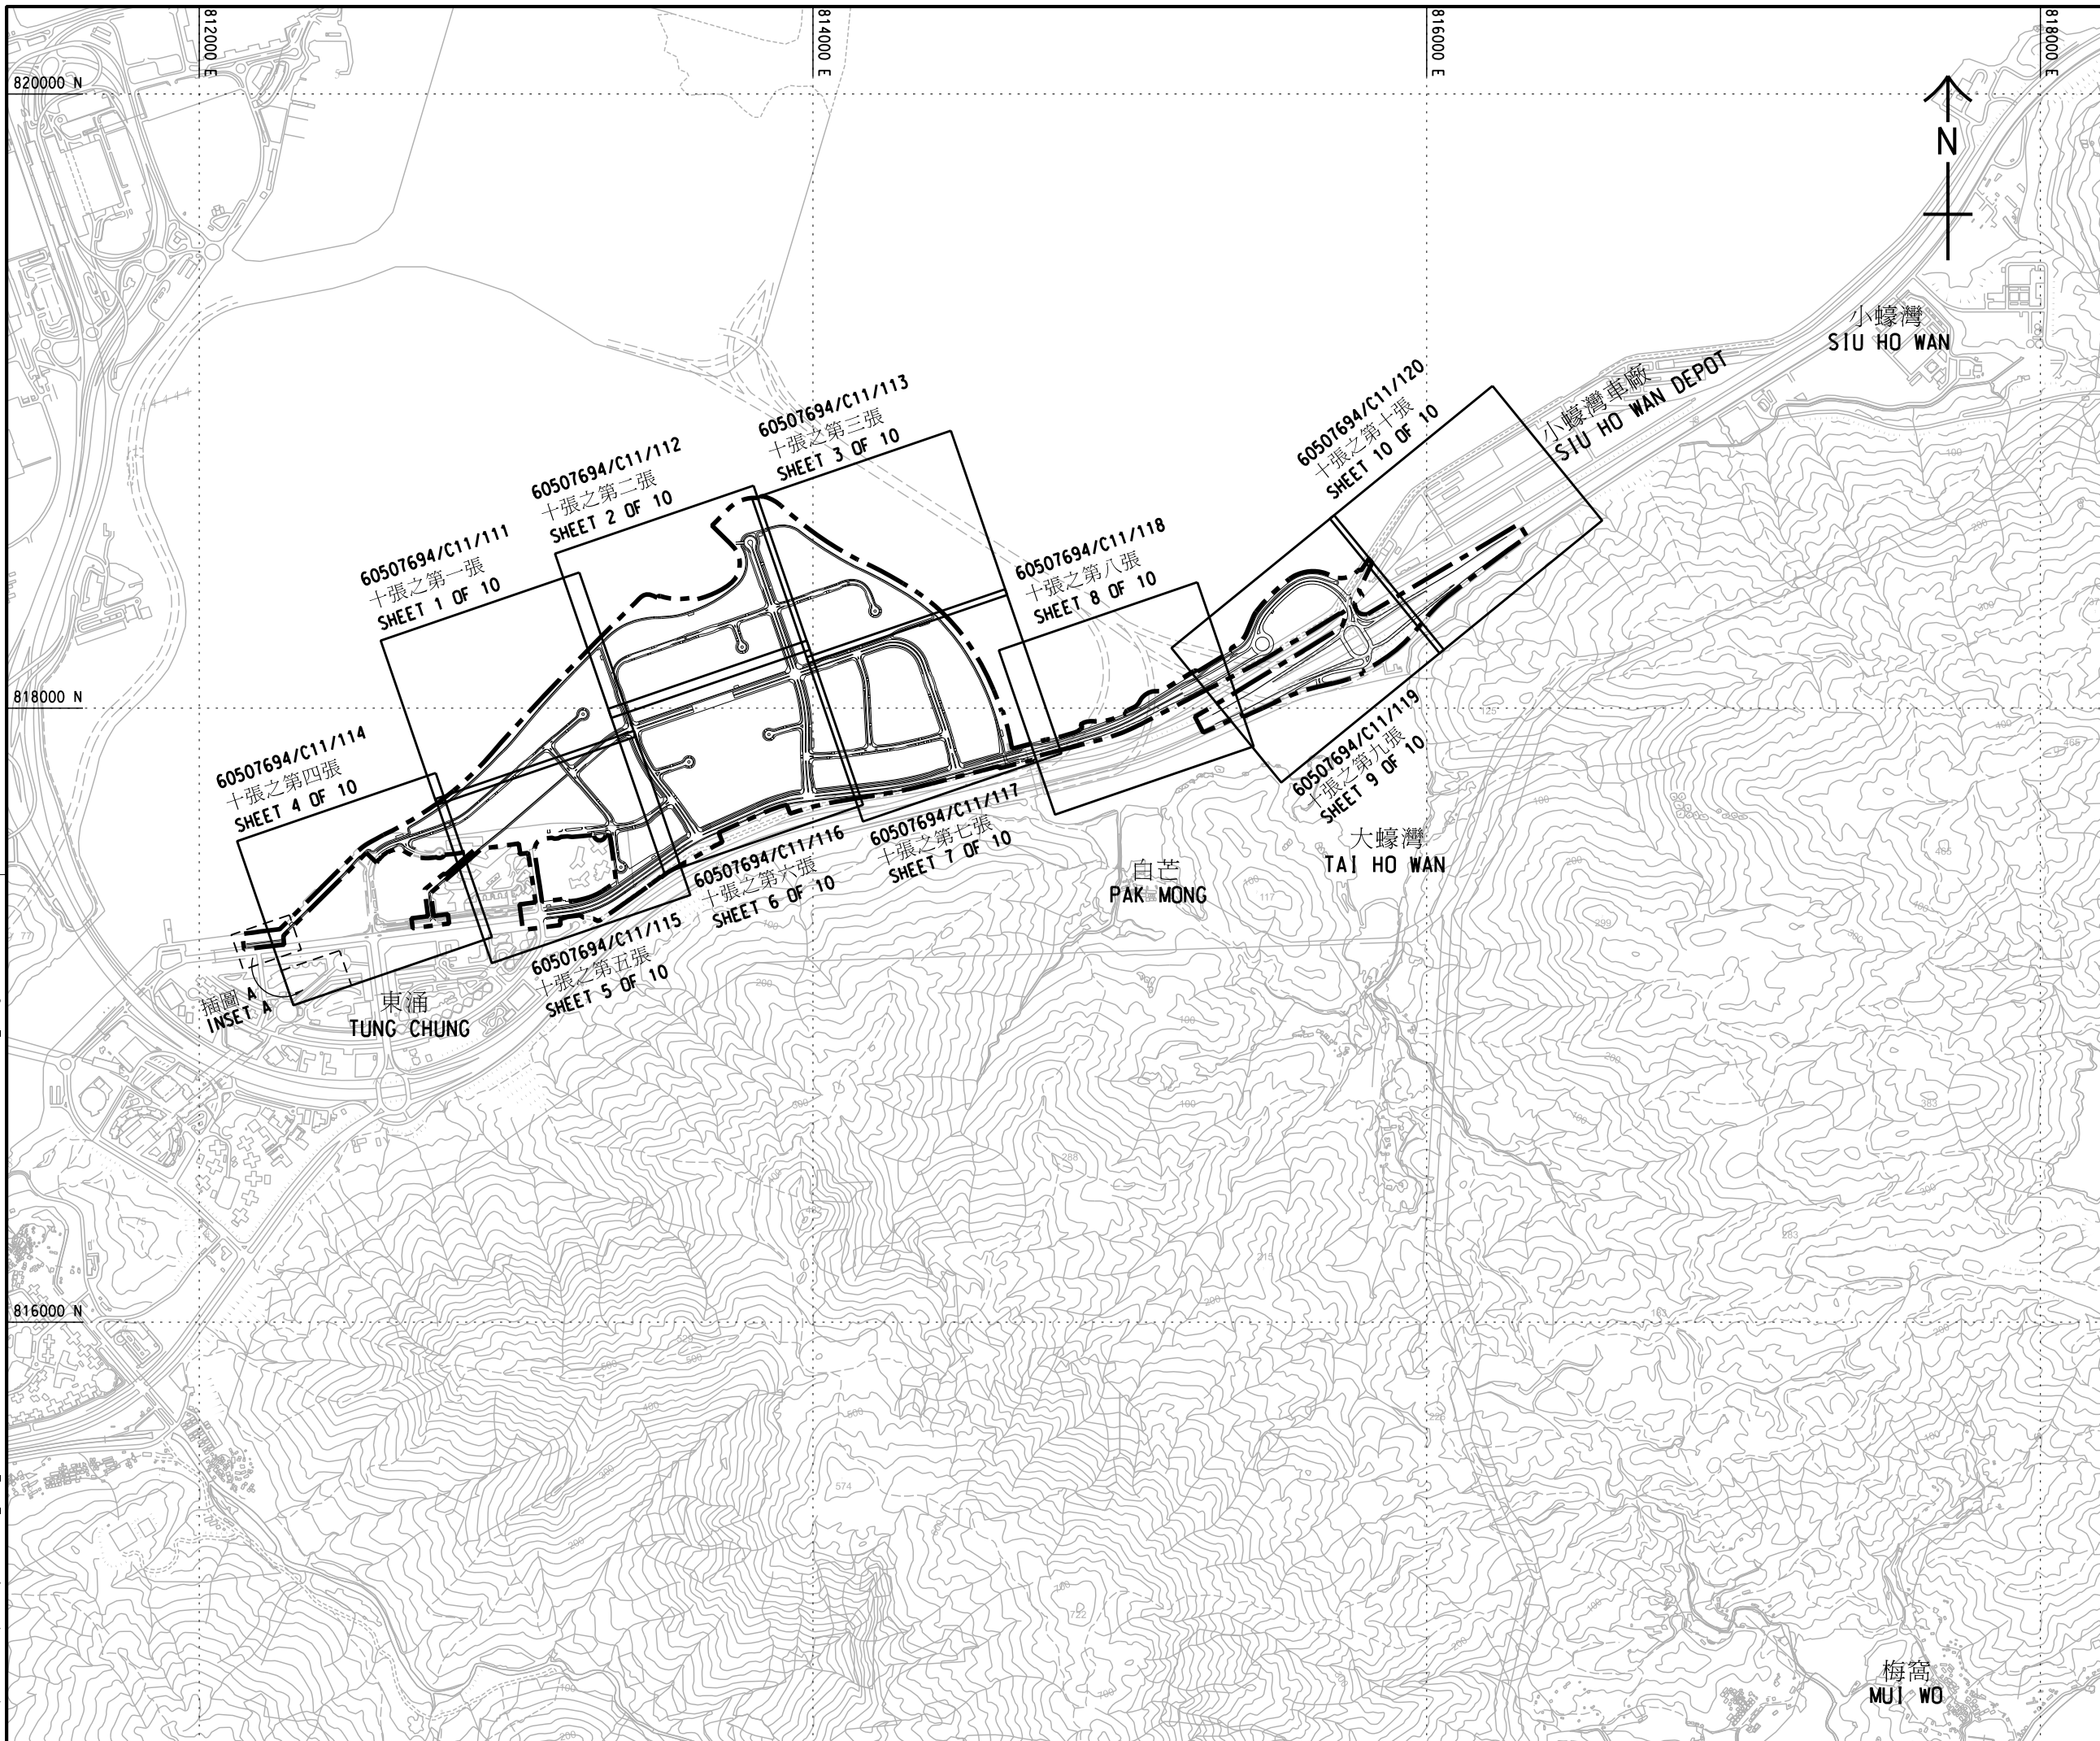 812000 E
814000 E
816000 E
818000 E
820000 N
N
小蠔灣
SIU HO WAN
小蠔灣車廠
SIU HO WAN DEPOT
60507694/C11/120
十張之第十張
SHEET 10 OF 10
60507694/C11/113
十張之第三張
SHEET 3 OF 10
60507694/C11/112
十張之第二張
SHEET 2 OF 10
60507694/C11/111
十張之第一張
SHEET 1 OF 10
60507694/C11/118
十張之第八張
SHEET 8 OF 10
818000 N
60507694/C11/114
十張之第四張
SHEET 4 OF 10
60507694/C11/119
十張之第九張
SHEET 9 OF 10
60507694/C11/117
十張之第七張
SHEET 7 OF 10
60507694/C11/116
十張之第六張
SHEET 6 OF 10
60507694/C11/115
十張之第五張
SHEET 5 OF 10
大蠔灣
TAI HO WAN
白芒
PAK MONG
插圖 A
INSET A
東涌
TUNG CHUNG
816000 N
梅窩
MUI WO
77
75
117
299
465
288
283
574
722